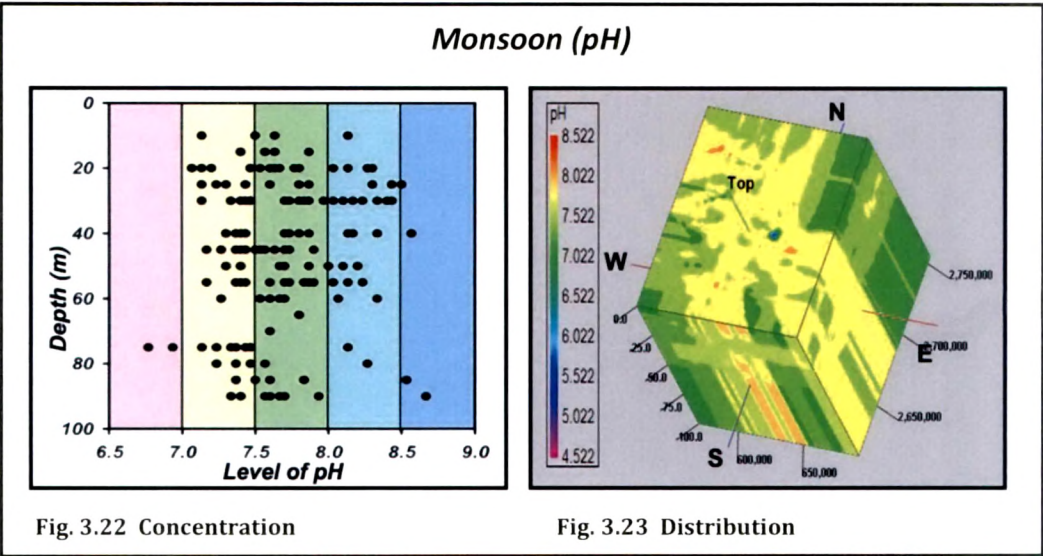 Monsoon (pH)
0
20
40
60
80
100
Depth (m)
6.5 7.0 7.5 8.0 8.5 9.0
Level of pH
pH
8.522
8.022
7.522
7.022
6.522
6.022
5.522
5.022
4.522
N
Top
W
E
S
0.0
25.0
-50.0
-75.0
-100.0
600,000
650,000
2,650,000
700,000
2,750,000
Fig. 3.22 Concentration
Fig. 3.23 Distribution